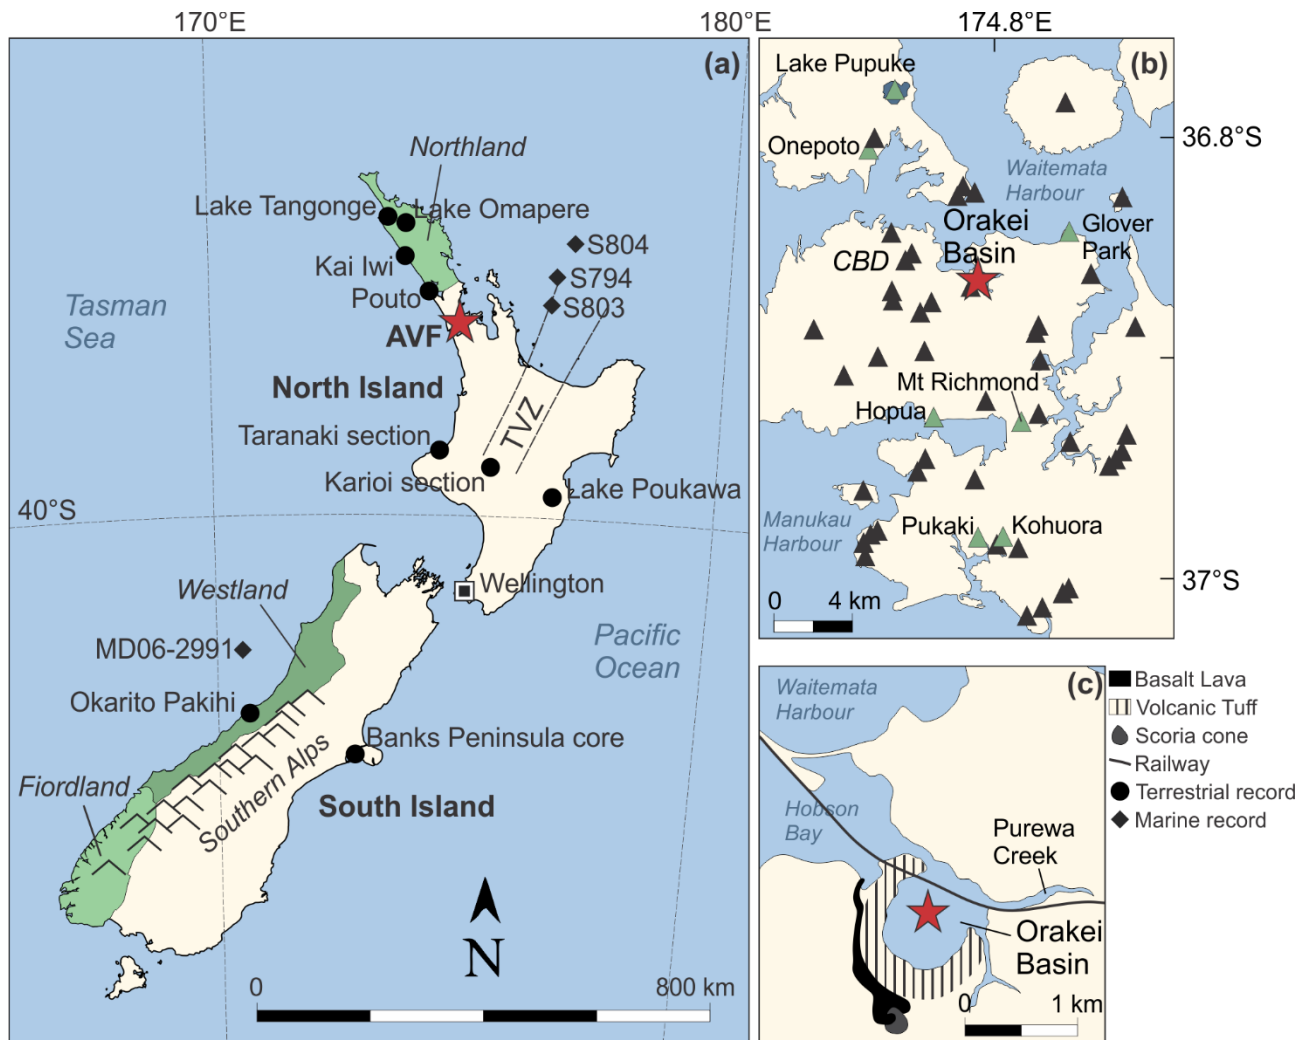 170°E
180°E
(a)
Northland
Lake Tangonge
Lake Omapere
Kai Iwi
Pouto
S804
S794
S803
Tasman
Sea
AVF
North Island
TVZ
Taranaki section
Karioi section
Lake Poukawa
40°S
Westland
Wellington
MD06-2991
Pacific
Ocean
Okarito Pakihi
Banks Peninsula core
Fiordland
Southern Alps
South Island
N
0
800 km
174.8°E
(b)
Lake Pupuke
36.8°S
Onepoto
Waitemata
Harbour
Orakei
Basin
Glover
Park
CBD
Mt Richmond
Hopua
Manukau
Harbour
Pukaki
Kohuora
37°S
0
4 km
(c)
Waitemata
Harbour
Hobson
Bay
Purewa
Creek
Orakei
Basin
0
1 km
Basalt Lava
Volcanic Tuff
Scoria cone
Railway
Terrestrial record
Marine record